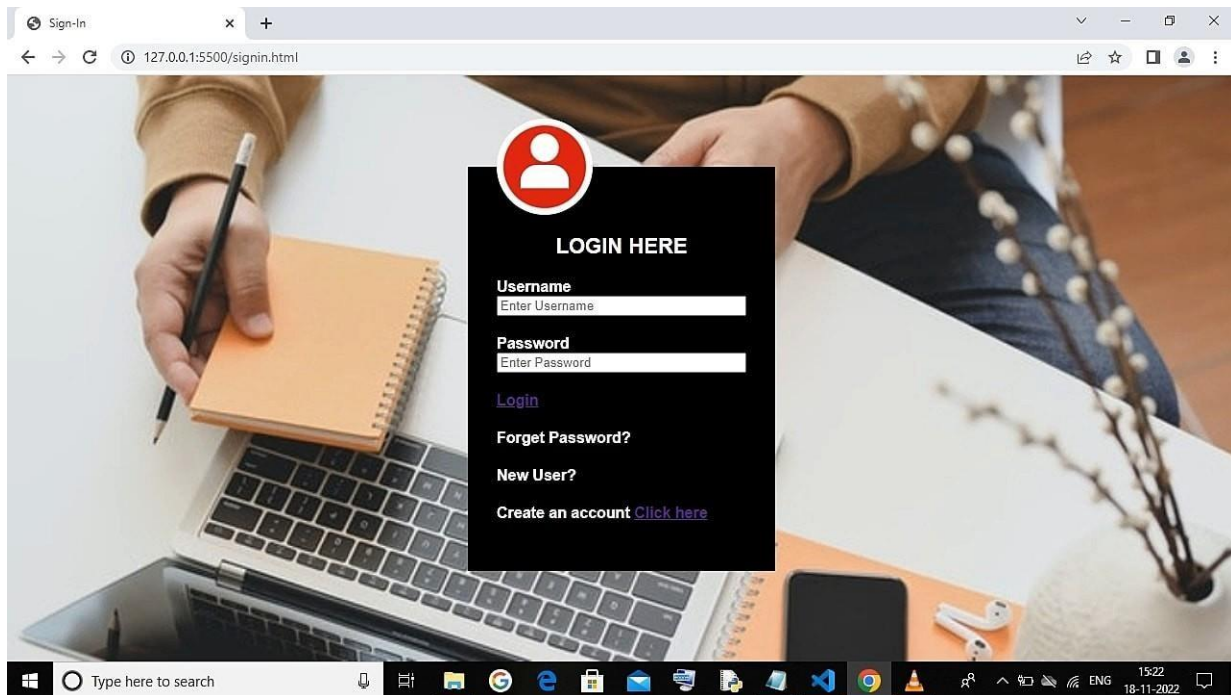 Sign-In
127.0.0.1:5500/signin.html
LOGIN HERE
Username
Enter Username
Password
Enter Password
Login
Forget Password?
New User?
Create an account Click here
Type here to search
ENG
15:22
18-11-2022